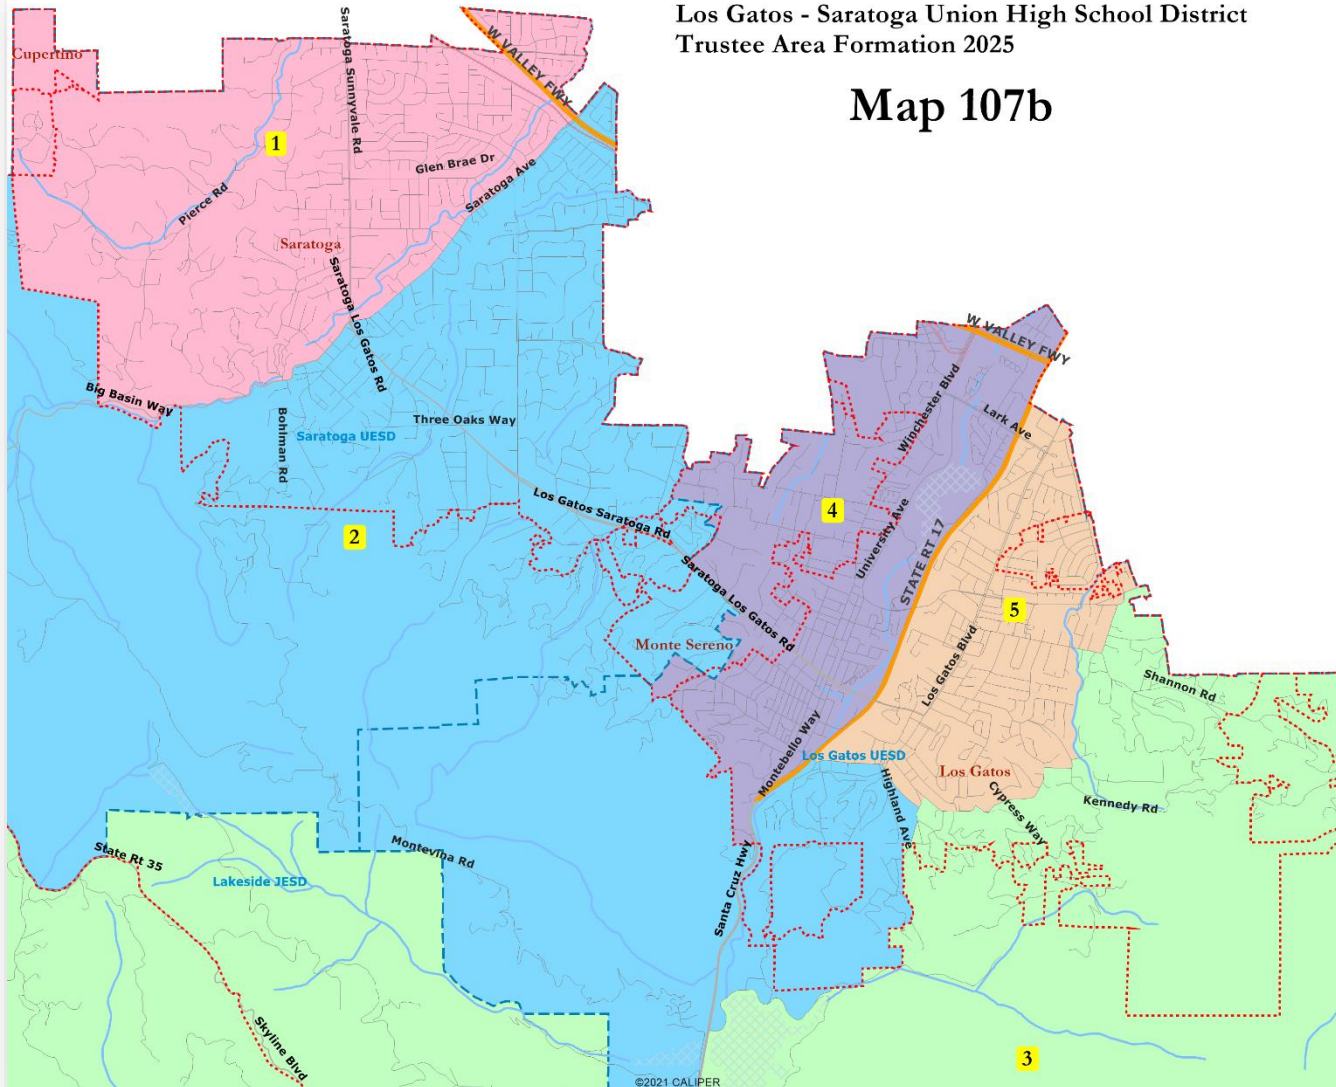 Los Gatos - Saratoga Union High School District
Trustee Area Formation 2025
Map 107b
Cupertino
Saratoga Sunnyvale Rd
W VALLEY FWY
1
Glen Brae Dr
Saratoga Ave
Pierce Rd
Saratoga
Saratoga Los Gatos Rd
W VALLEY FWY
Big Basin Way
Bohlman Rd
Three Oaks Way
Saratoga UESD
Winchester Blvd
Lark Ave
Los Gatos Saratoga Rd
2
4
University Ave
STATE RT 17
Saratoga Los Gatos Rd
5
Monte Sereno
Los Gatos Blvd
Shannon Rd
Montebello Way
Los Gatos UESD
Los Gatos
Highland Ave
Cypress Way
Kennedy Rd
State Rt 35
Montevina Rd
Lakeside JESD
Santa Cruz Hwy
Skyline Blvd
3
©2021 CALIPER